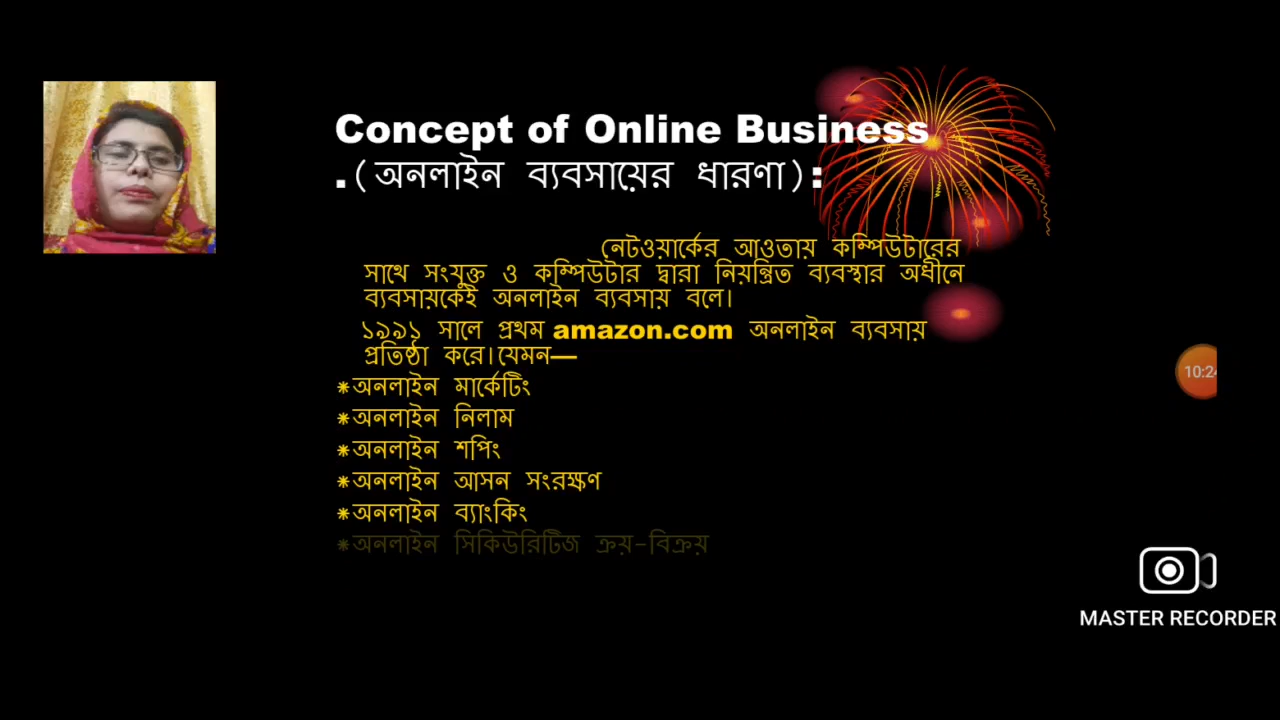 Concept of Online Business
.(অনলাইন ব্যবসায়ের ধারণা):
নেটওয়ার্কের আওতায় কম্পিউটারের
সাথে সংযুক্ত ও কম্পিউটার দ্বারা নিয়ন্ত্রিত ব্যবস্থার অধীনে
ব্যবসায়কেই অনলাইন ব্যবসায় বলে।
১৯৯১ সালে প্রথম amazon.com অনলাইন ব্যবসায়
প্রতিষ্ঠা করে।যেমন—
*অনলাইন মার্কেটিং
*অনলাইন নিলাম
*অনলাইন শপিং
*অনলাইন আসন সংরক্ষণ
*অনলাইন ব্যাংকিং
*অনলাইন সিকিউরিটিজ ক্রয়-বিক্রয়
10:24
MASTER RECORDER